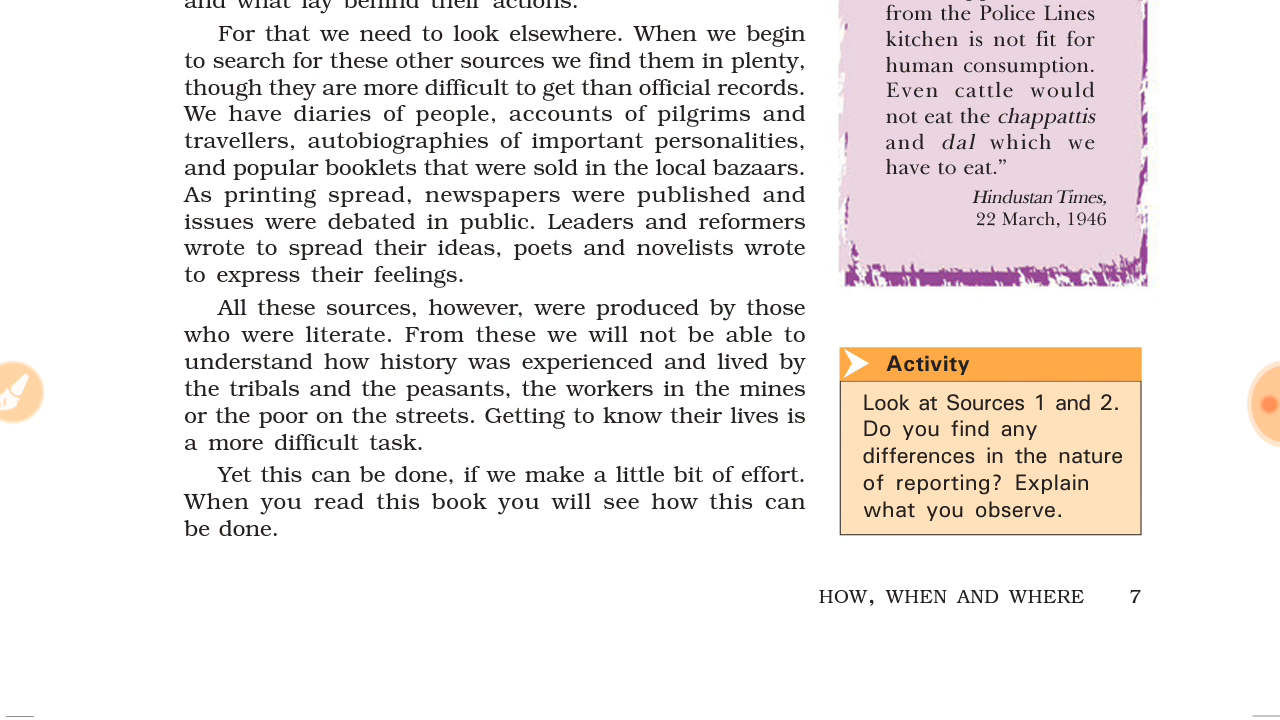 and what lay behind their actions.
For that we need to look elsewhere. When we begin
to search for these other sources we find them in plenty,
though they are more difficult to get than official records.
We have diaries of people, accounts of pilgrims and
travellers, autobiographies of important personalities,
and popular booklets that were sold in the local bazaars.
As printing spread, newspapers were published and
issues were debated in public. Leaders and reformers
wrote to spread their ideas, poets and novelists wrote
to express their feelings.
All these sources, however, were produced by those
who were literate. From these we will not be able to
understand how history was experienced and lived by
the tribals and the peasants, the workers in the mines
or the poor on the streets. Getting to know their lives is
a more difficult task.
Yet this can be done, if we make a little bit of effort.
When you read this book you will see how this can
be done.
from the Police Lines
kitchen is not fit for
human consumption.
Even cattle would
not eat the chappattis
and dal which we
have to eat.”
Hindustan Times,
22 March, 1946
Activity
Look at Sources 1 and 2.
Do you find any
differences in the nature
of reporting? Explain
what you observe.
HOW, WHEN AND WHERE 7